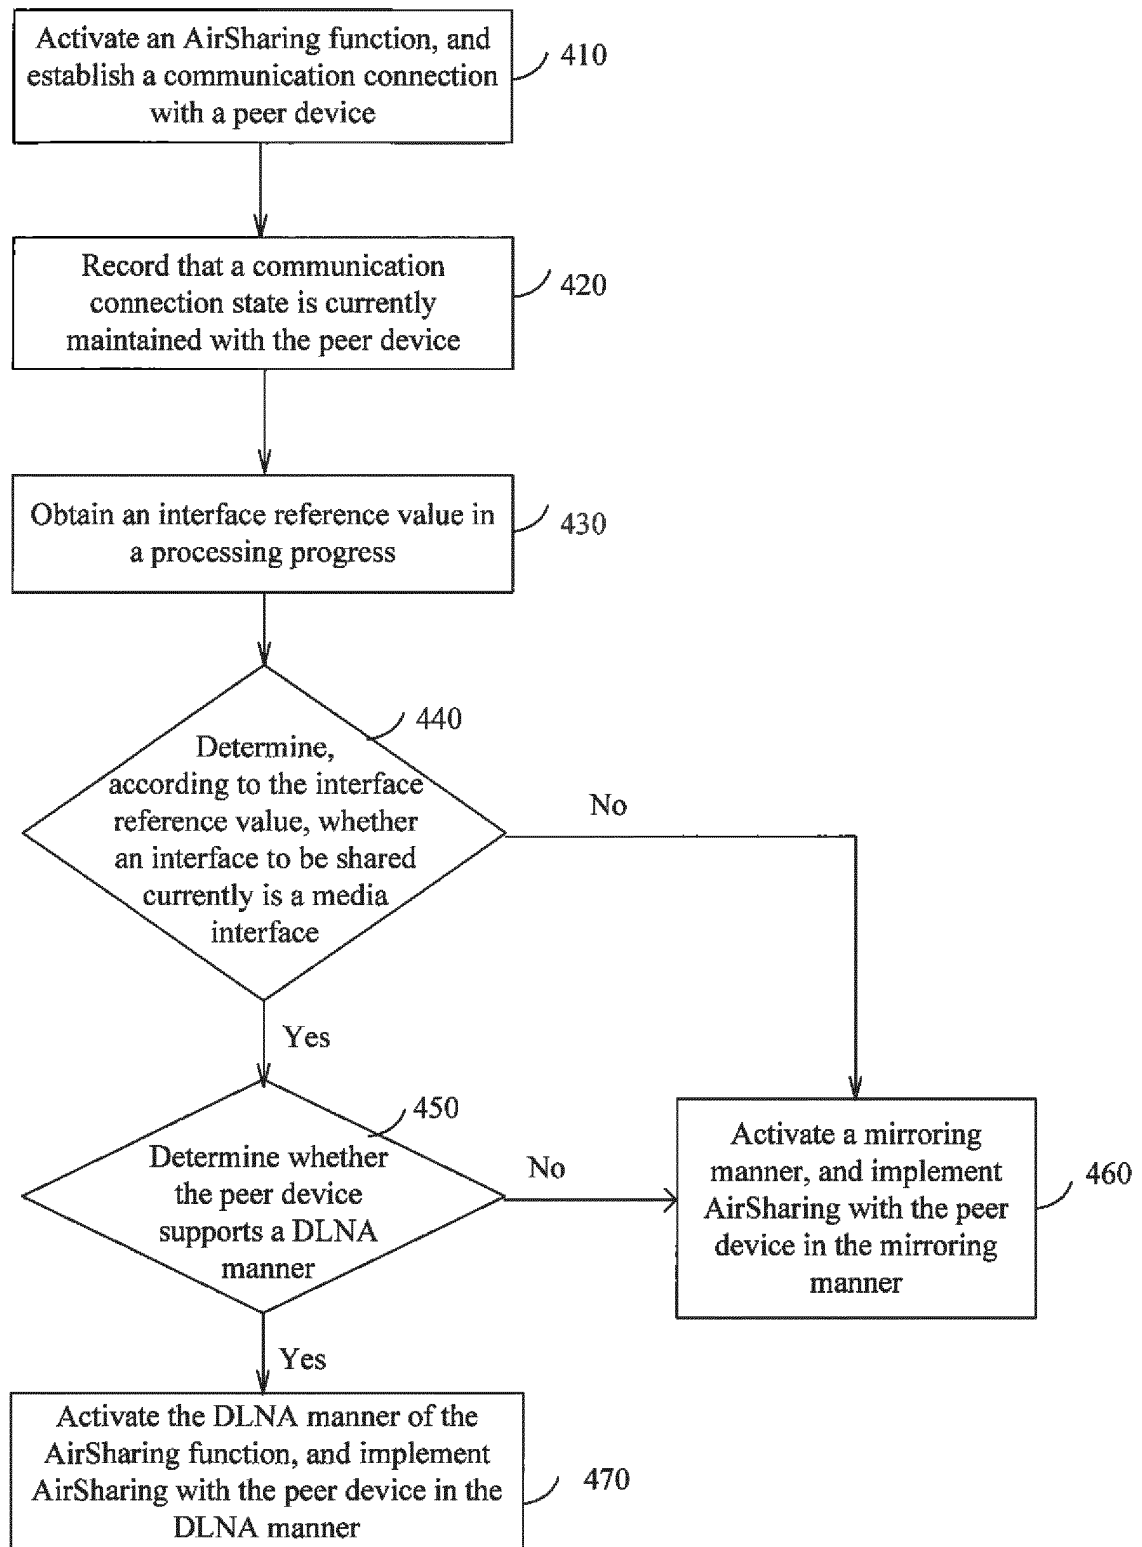 Activate an AirSharing function, and
establish a communication connection
with a peer device
410
Record that a communication
connection state is currently
maintained with the peer device
420
Obtain an interface reference value in
a processing progress
430
440
Determine,
according to the interface
reference value, whether
an interface to be shared
currently is a media
interface
No
Yes
450
Determine whether
the peer device
supports a DLNA
manner
No
Activate a mirroring
manner, and implement
AirSharing with the peer
device in the mirroring
manner
460
Yes
Activate the DLNA manner of the
AirSharing function, and implement
AirSharing with the peer device in the
DLNA manner
470